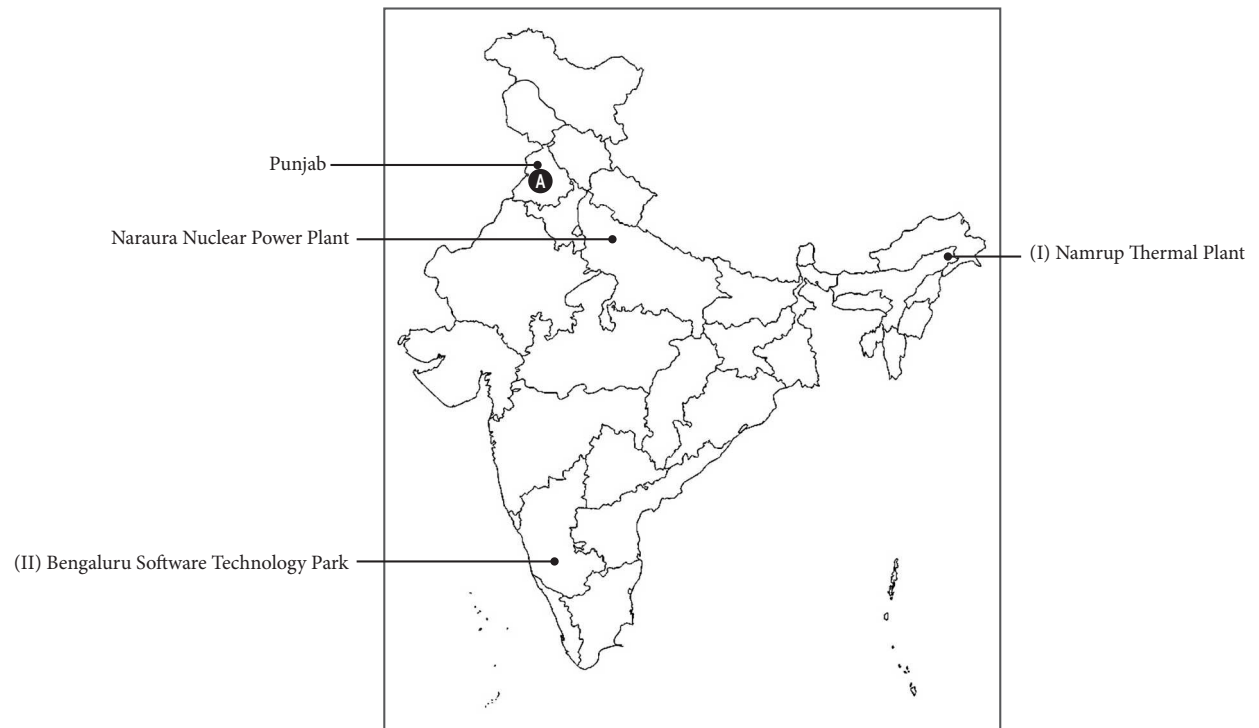 Punjab
A
Naraura Nuclear Power Plant
(I) Namrup Thermal Plant
(II) Bengaluru Software Technology Park